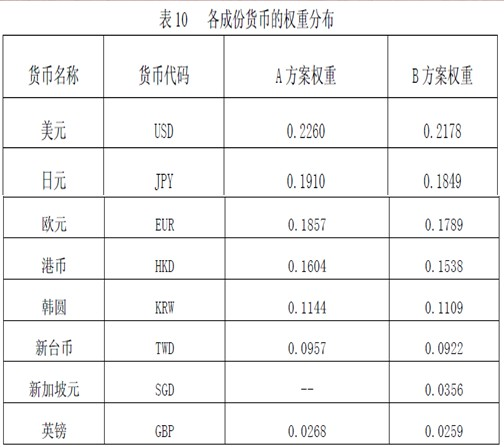 表 10 各成份货币的权重分布
货币名称 货币代码 A 方案权重 B 方案权重
美元 USD 0.2260 0.2178
日元 JPY 0.1910 0.1849
欧元 EUR 0.1857 0.1789
港币 HKD 0.1604 0.1538
韩圆 KRW 0.1144 0.1109
新台币 TWD 0.0957 0.0922
新加坡元 SGD -- 0.0356
英镑 GBP 0.0268 0.0259